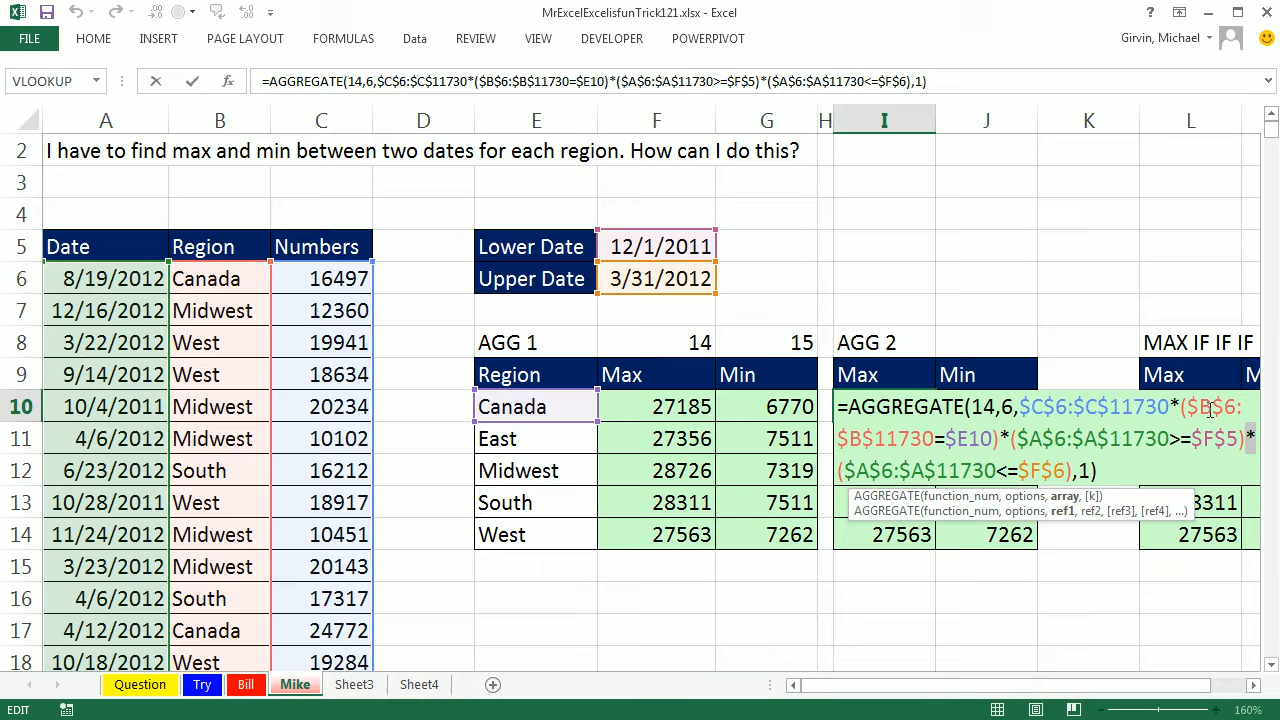 MrExcelExcelisfunTrick121.xlsx - Excel
FILE HOME INSERT PAGE LAYOUT FORMULAS Data REVIEW VIEW DEVELOPER POWERPIVOT Girvin, Michael
VLOOKUP fx =AGGREGATE(14,6,$C$6:$C$11730*($B$6:$B$11730=$E10)*($A$6:$A$11730>=$F$5)*($A$6:$A$11730<=$F$6),1)
A B C D E F G H I J K L
2 I have to find max and min between two dates for each region. How can I do this?
3
4
5 Date Region Numbers Lower Date 12/1/2011
6 8/19/2012 Canada 16497 Upper Date 3/31/2012
7 12/16/2012 Midwest 12360
8 3/22/2012 West 19941 AGG 1 14 15 AGG 2 MAX IF IF IF
9 9/14/2012 West 18634 Region Max Min Max Min Max M
10 10/4/2011 Midwest 20234 Canada 27185 6770 =AGGREGATE(14,6,$C$6:$C$11730*($B$6:
11 4/6/2012 Midwest 10102 East 27356 7511 $B$11730=$E10)*($A$6:$A$11730>=$F$5)*
12 6/23/2012 South 16212 Midwest 28726 7319 ($A$6:$A$11730<=$F$6),1)
AGGREGATE(function_num, options, array, [k])
13 10/28/2011 West 18917 South 28311 7511 8311
AGGREGATE(function_num, options, ref1, ref2, [ref3], [ref4], ...)
14 11/24/2012 Midwest 10451 West 27563 7262 27563 7262 27563
15 3/23/2012 Midwest 20143
16 4/6/2012 South 17317
17 4/12/2012 Canada 24772
18 10/18/2012 West 19284
Question Try Bill Mike Sheet3 Sheet4
EDIT 160%